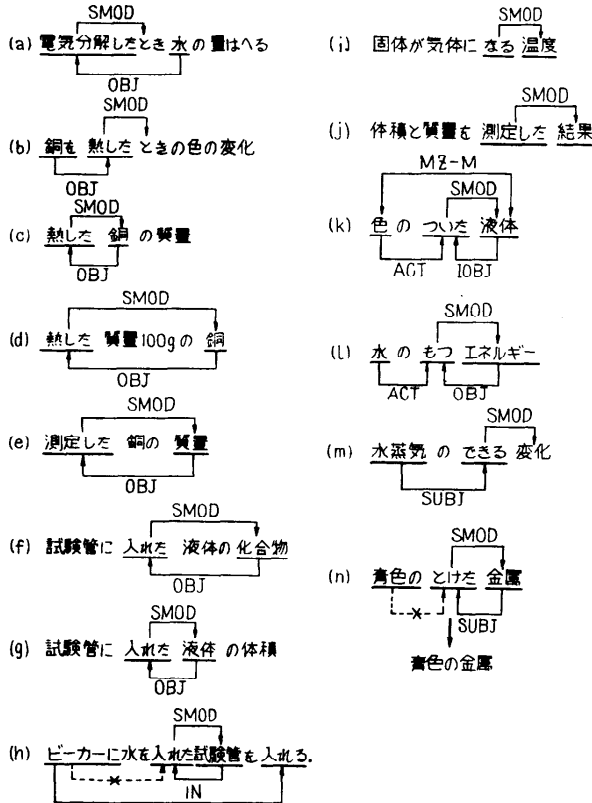 SMOD
(a) 電気分解したとき水の量はへる
OBJ
SMOD
(b) 銅を 熱した ときの色の変化
OBJ
SMOD
(c) 熱した 銅 の質量
OBJ
SMOD
(d) 熱した 質量100gの 銅
OBJ
SMOD
(e) 測定した 銅の 質量
OBJ
SMOD
(f) 試験管に 入れた 液体の化合物
OBJ
SMOD
(g) 試験管に 入れた 液体 の体積
OBJ
SMOD
(h) ビーカーに水を入れた試験管を入れる.
IN
SMOD
(i) 固体が気体に なる 温度
SMOD
(j) 体積と質量を 測定した 結果
MZ-M
SMOD
(k) 色 の ついた 液体
ACT IOBJ
SMOD
(l) 水 の もつ エネルギー
ACT OBJ
SMOD
(m) 水蒸気 の できる 変化
SUBJ
SMOD
(n) 青色の とけた 金属
SUBJ
青色の金属